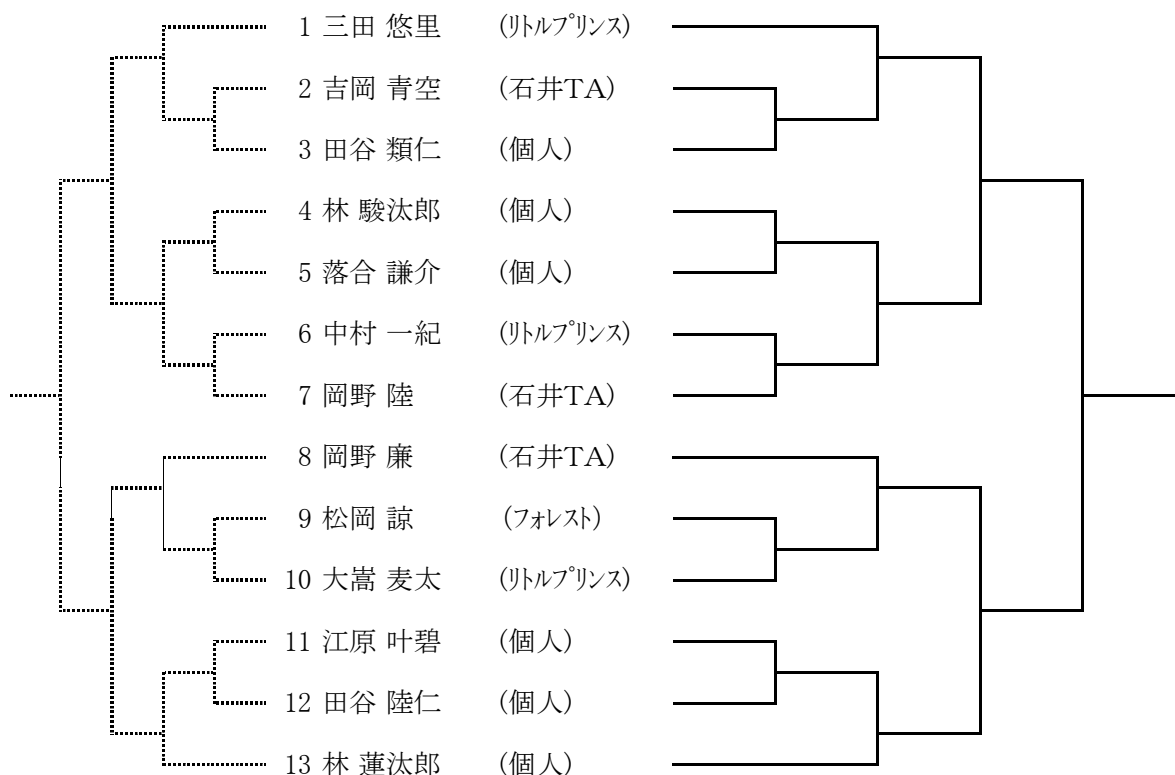 1 三田 悠里 (ﾘﾄﾙﾌﾟﾘﾝｽ)
2 吉岡 青空 (石井TA)
3 田谷 類仁 (個人)
4 林 駿汰郎 (個人)
5 落合 謙介 (個人)
6 中村 一紀 (ﾘﾄﾙﾌﾟﾘﾝｽ)
7 岡野 陸 (石井TA)
8 岡野 廉 (石井TA)
9 松岡 諒 (ﾌｫﾚｽﾄ)
10 大嵩 麦太 (ﾘﾄﾙﾌﾟﾘﾝｽ)
11 江原 叶碧 (個人)
12 田谷 陸仁 (個人)
13 林 蓮汰郎 (個人)